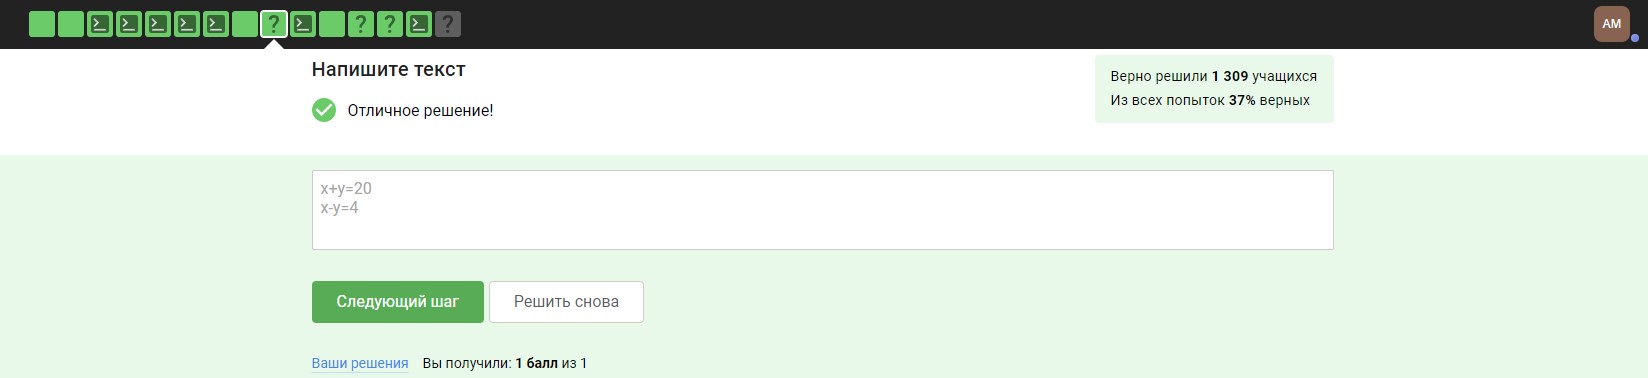 AM
Напишите текст
Отличное решение!
Верно решили 1 309 учащихся
Из всех попыток 37% верных
x+y=20
x-y=4
Следующий шаг
Решить снова
Ваши решения Вы получили: 1 балл из 1